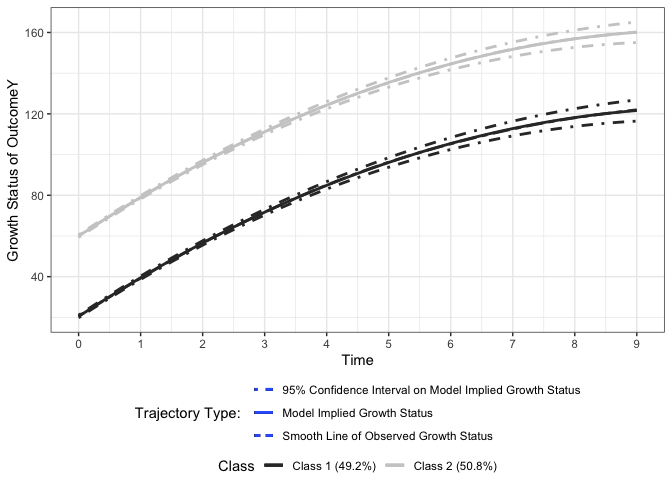 Growth Status of OutcomeY
160
120
80
40
0 1 2 3 4 5 6 7 8 9
Time
Trajectory Type:
95% Confidence Interval on Model Implied Growth Status
Model Implied Growth Status
Smooth Line of Observed Growth Status
Class Class 1 (49.2%) Class 2 (50.8%)